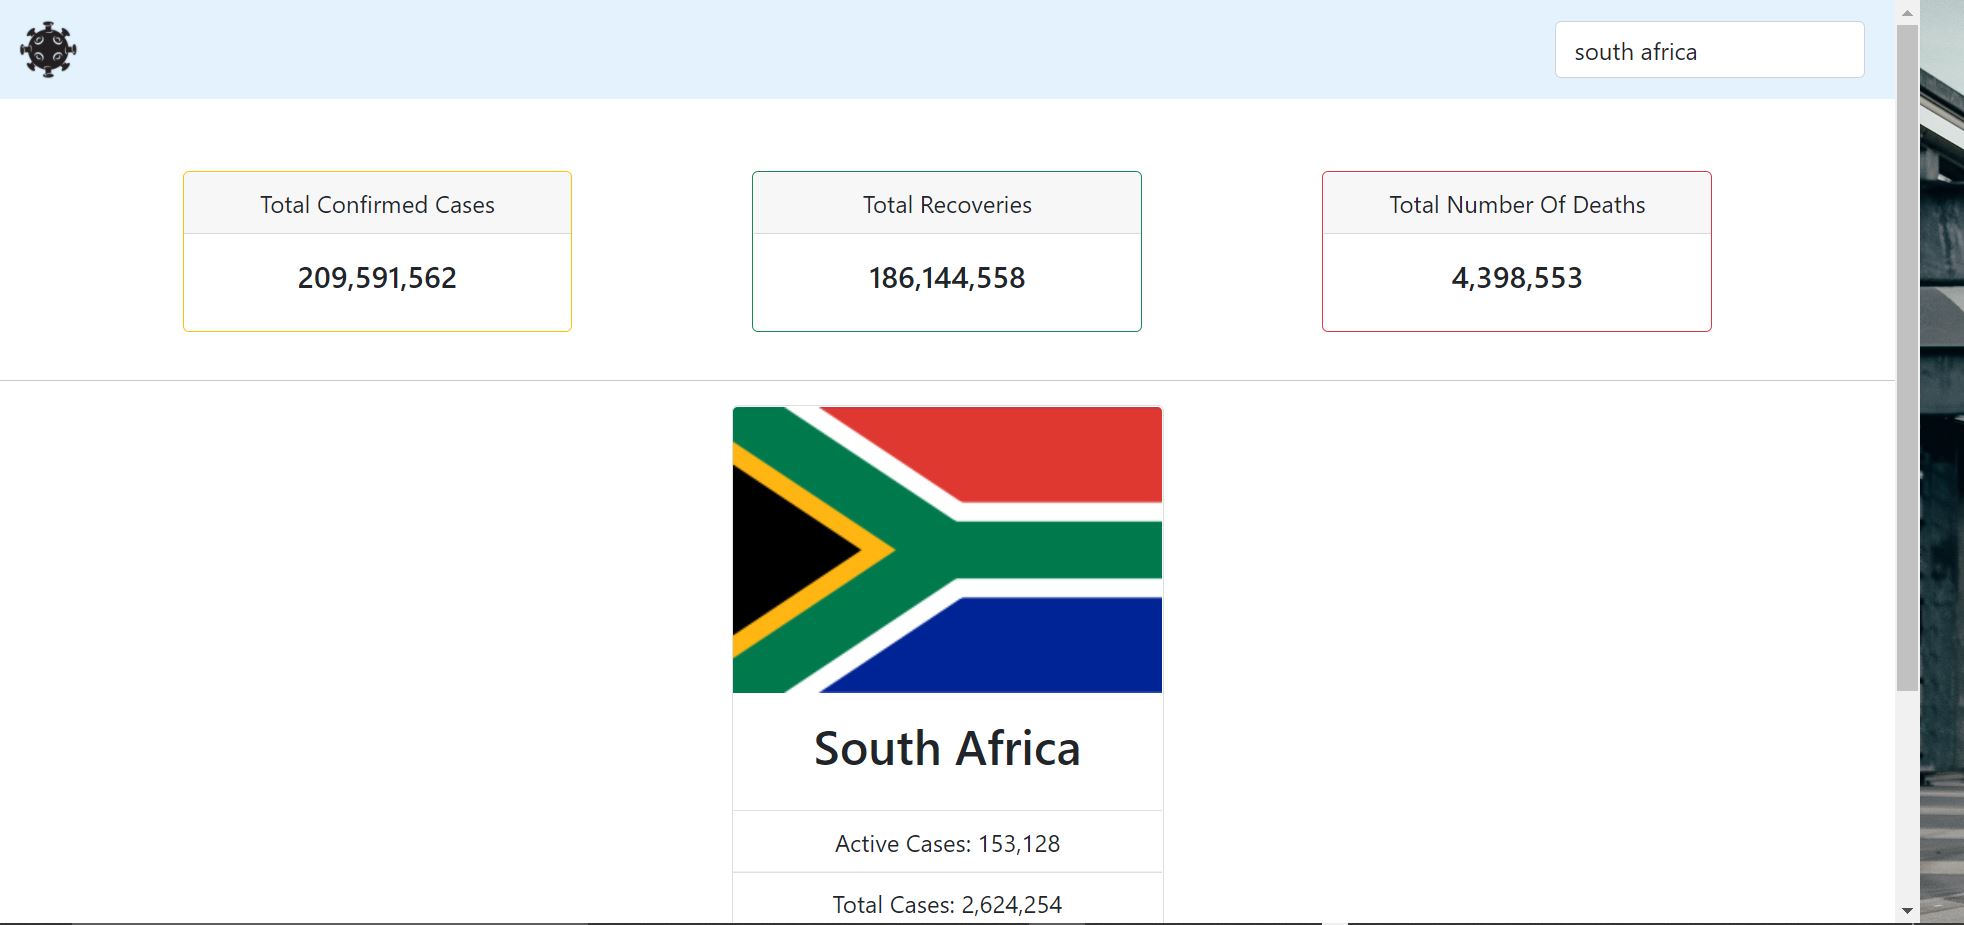 south africa
Total Confirmed Cases
209,591,562
Total Recoveries
186,144,558
Total Number Of Deaths
4,398,553
South Africa
Active Cases: 153,128
Total Cases: 2,624,254